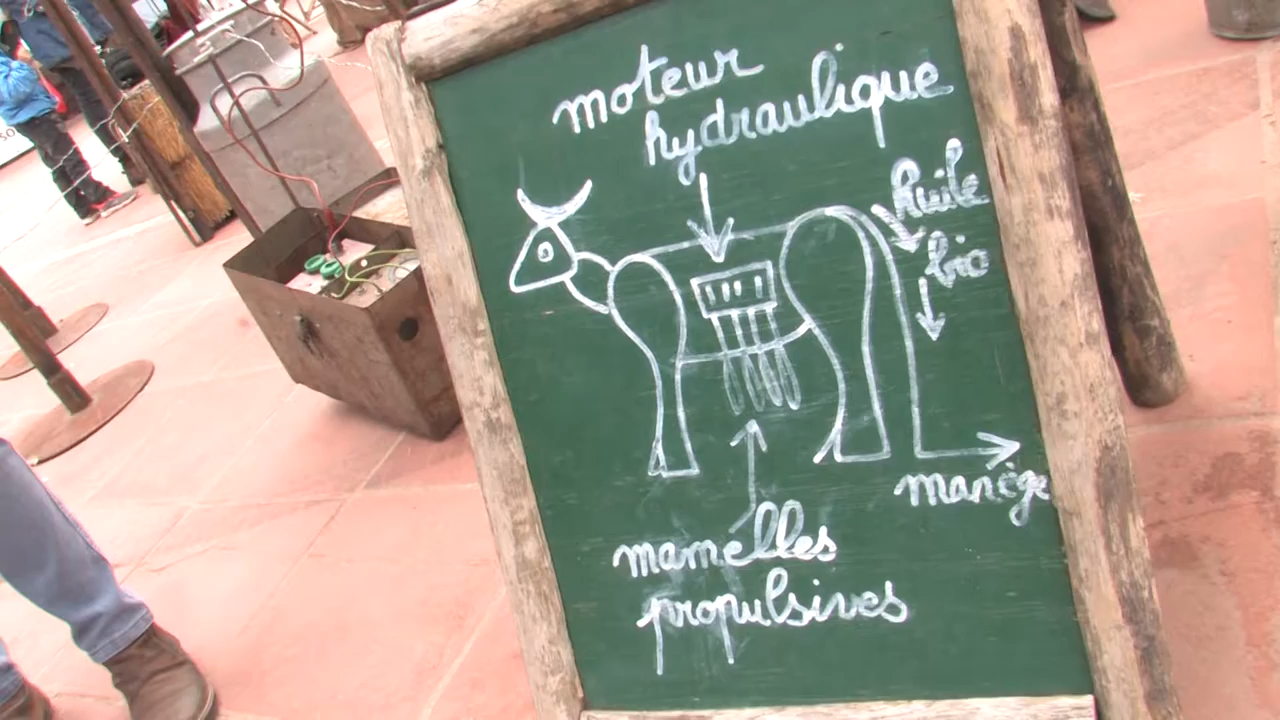 moteur
hydraulique
huile
bio
manège
mamelles
propulsives